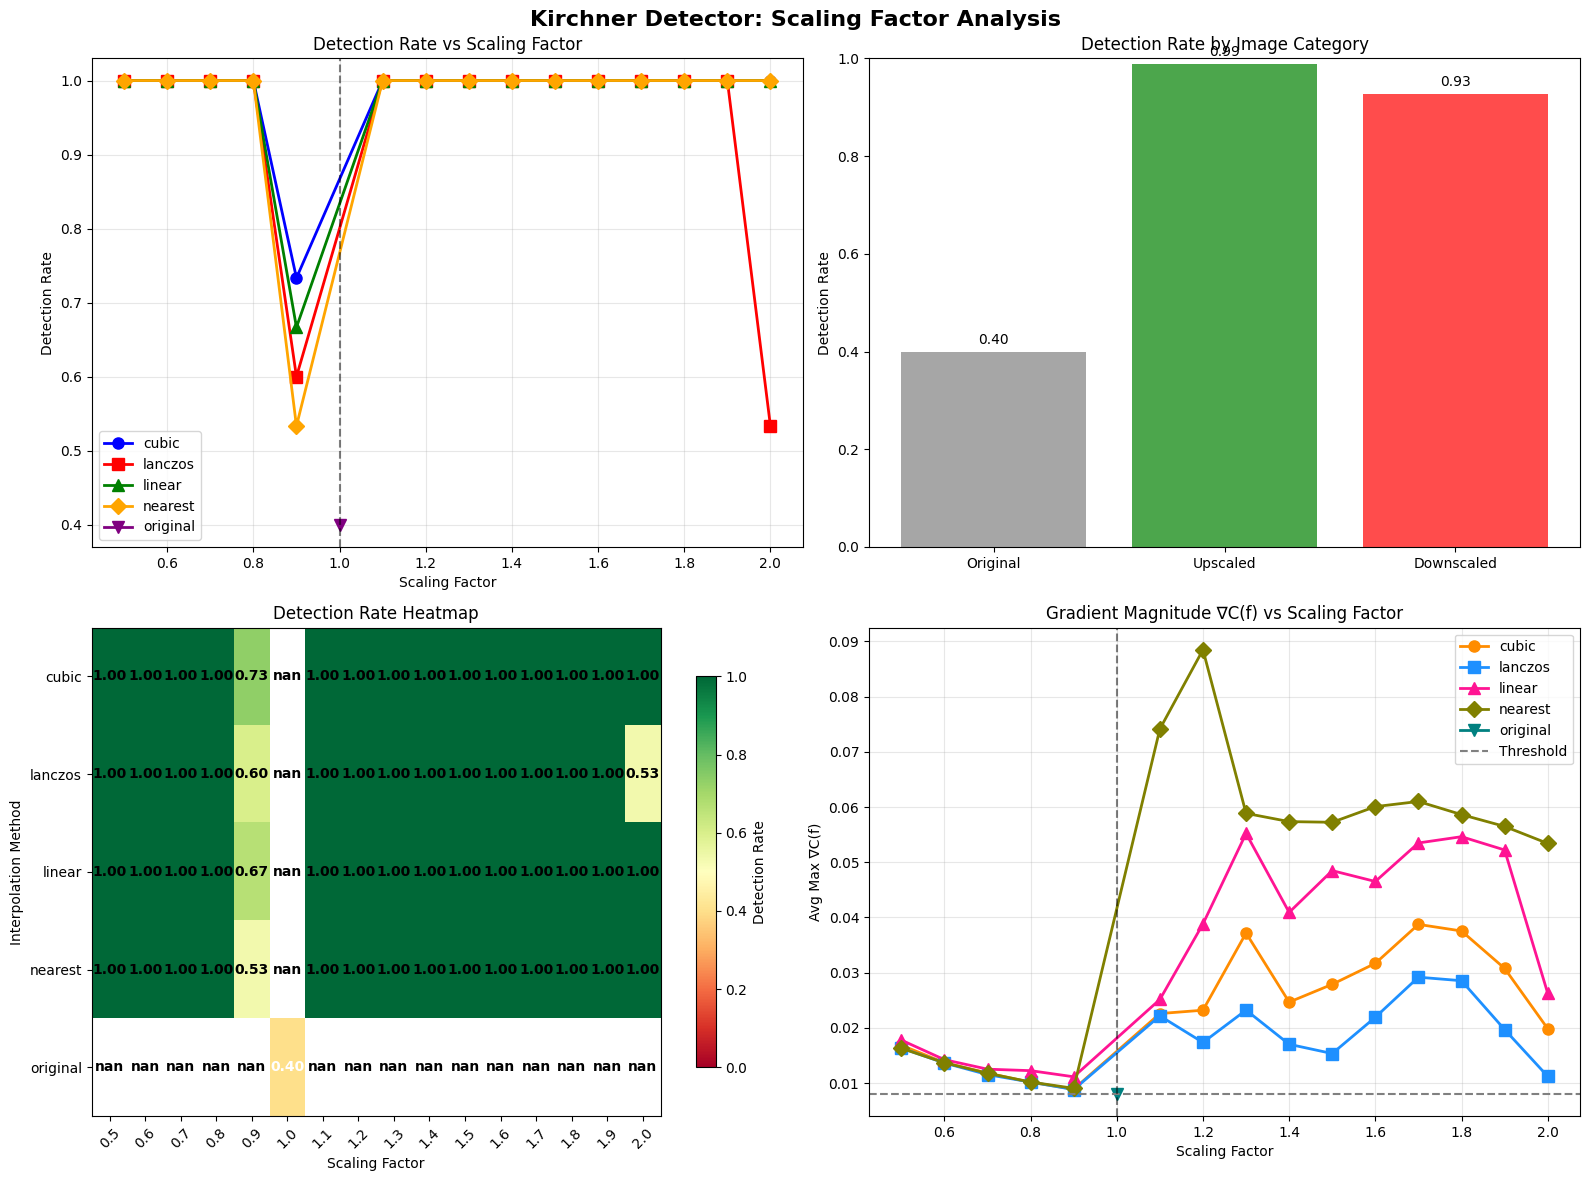 Kirchner Detector: Scaling Factor Analysis
Detection Rate vs Scaling Factor
1.0
0.9
0.8
0.7
0.6
0.5
0.4
Detection Rate
cubic
lanczos
linear
nearest
original
0.6 0.8 1.0 1.2 1.4 1.6 1.8 2.0
Scaling Factor
Detection Rate by Image Category
1.0
0.8
0.6
0.4
0.2
0.0
Detection Rate
0.40
0.99
0.93
Original Upscaled Downscaled
Detection Rate Heatmap
Interpolation Method
cubic 1.00 1.00 1.00 1.00 0.73 nan 1.00 1.00 1.00 1.00 1.00 1.00 1.00 1.00 1.00 1.00
lanczos 1.00 1.00 1.00 1.00 0.60 nan 1.00 1.00 1.00 1.00 1.00 1.00 1.00 1.00 1.00 0.53
linear 1.00 1.00 1.00 1.00 0.67 nan 1.00 1.00 1.00 1.00 1.00 1.00 1.00 1.00 1.00 1.00
nearest 1.00 1.00 1.00 1.00 0.53 nan 1.00 1.00 1.00 1.00 1.00 1.00 1.00 1.00 1.00 1.00
original nan nan nan nan nan 0.40 nan nan nan nan nan nan nan nan nan nan
0.5 0.6 0.7 0.8 0.9 1.0 1.1 1.2 1.3 1.4 1.5 1.6 1.7 1.8 1.9 2.0
Scaling Factor
1.0
0.8
0.6
0.4
0.2
0.0
Detection Rate
Gradient Magnitude ∇C(f) vs Scaling Factor
0.09
0.08
0.07
0.06
0.05
0.04
0.03
0.02
0.01
Avg Max ∇C(f)
cubic
lanczos
linear
nearest
original
Threshold
0.6 0.8 1.0 1.2 1.4 1.6 1.8 2.0
Scaling Factor